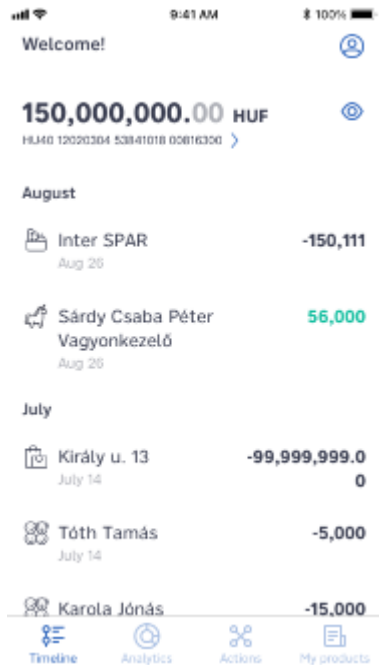 9:41 AM 100%
Welcome!
150,000,000.00 HUF
HU40 12020304 53841018 00816300
August
Inter SPAR -150,111
Aug 26
Sárdy Csaba Péter 56,000
Vagyonkezelő
Aug 26
July
Király u. 13 -99,999,999.0
0
July 14
Tóth Tamás -5,000
July 14
Karola Jónás -15,000
Timeline Analytics Actions My products